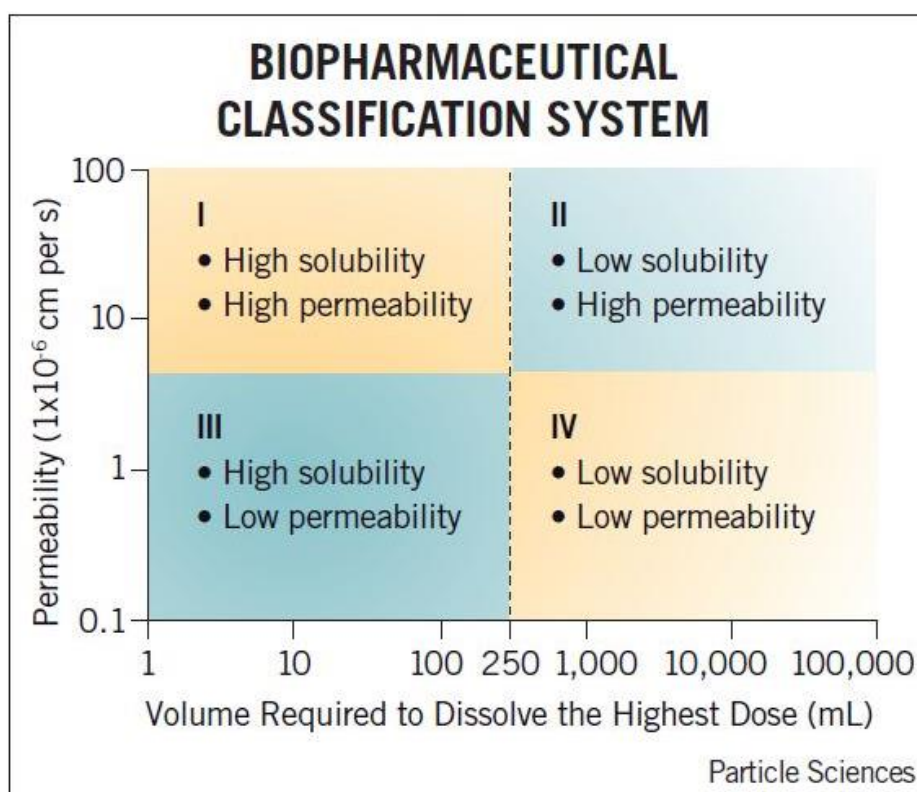 BIOPHARMACEUTICAL
CLASSIFICATION SYSTEM
Permeability (1x10⁻⁶ cm per s)
100
10
1
0.1
I
• High solubility
• High permeability
II
• Low solubility
• High permeability
III
• High solubility
• Low permeability
IV
• Low solubility
• Low permeability
1 10 100 250 1,000 10,000 100,000
Volume Required to Dissolve the Highest Dose (mL)
Particle Sciences